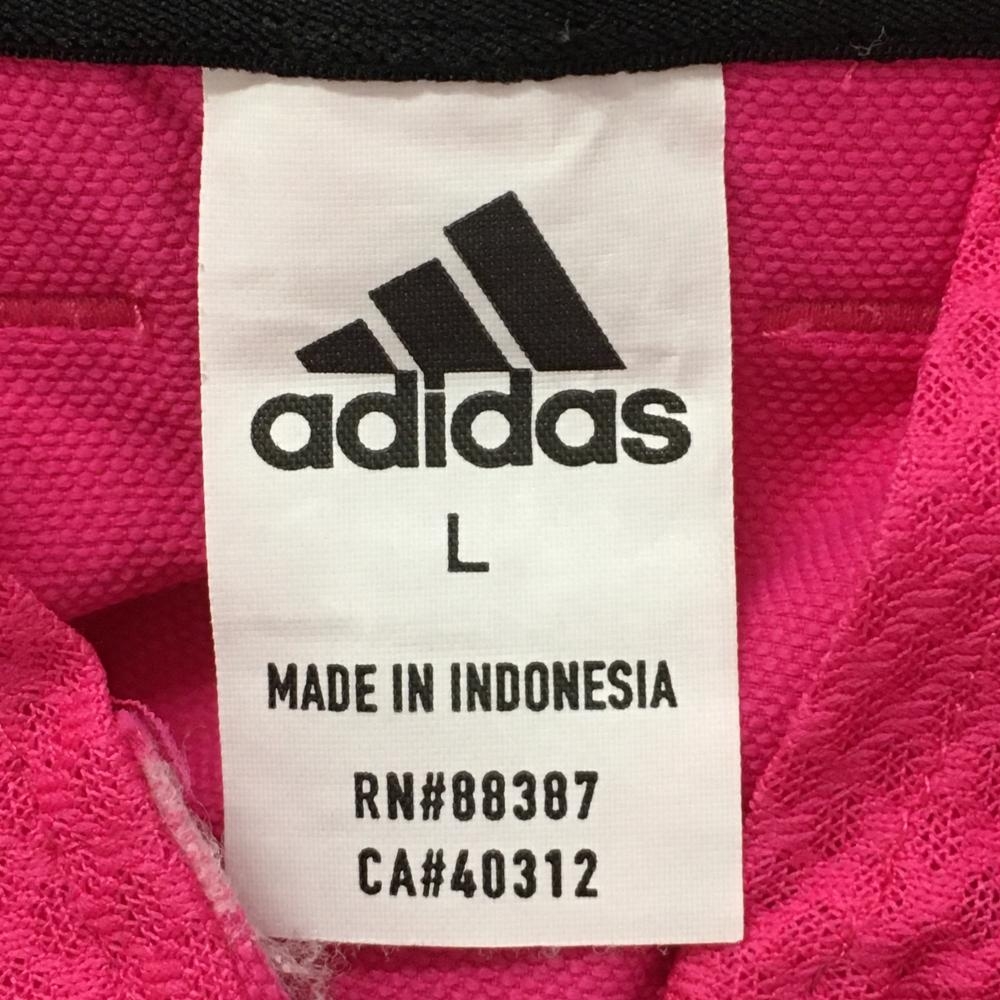 adidas
L
MADE IN INDONESIA
RN#88387
CA#40312